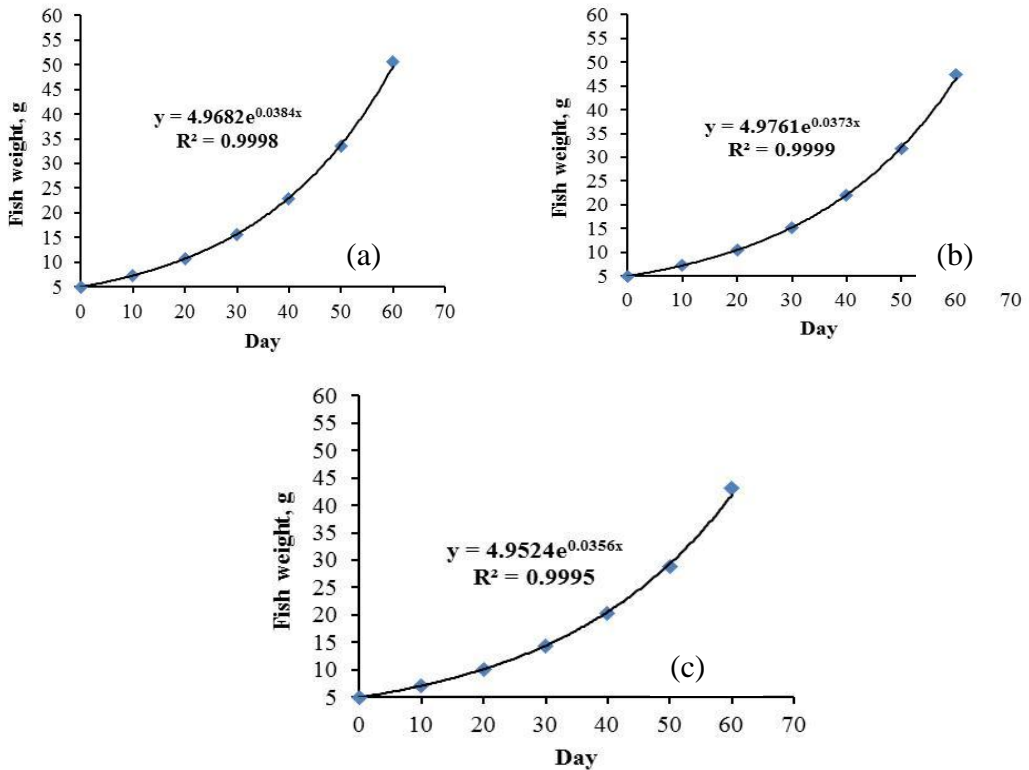 60
55
50
45
40
35
30
25
20
15
10
5
Fish weight, g
y = 4.9682e^0.0384x
R² = 0.9998
(a)
0 10 20 30 40 50 60 70
Day
60
55
50
45
40
35
30
25
20
15
10
5
Fish weight, g
y = 4.9761e^0.0373x
R² = 0.9999
(b)
0 10 20 30 40 50 60 70
Day
60
55
50
45
40
35
30
25
20
15
10
5
Fish weight, g
y = 4.9524e^0.0356x
R² = 0.9995
(c)
0 10 20 30 40 50 60 70
Day